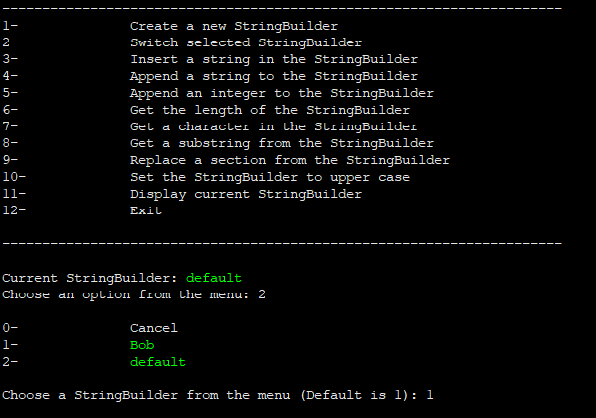 ----------------------------------------------------------------------
1- Create a new StringBuilder
2 Switch selected StringBuilder
3- Insert a string in the StringBuilder
4- Append a string to the StringBuilder
5- Append an integer to the StringBuilder
6- Get the length of the StringBuilder
7- Get a character in the StringBuilder
8- Get a substring from the StringBuilder
9- Replace a section from the StringBuilder
10- Set the StringBuilder to upper case
11- Display current StringBuilder
12- Exit
----------------------------------------------------------------------
Current StringBuilder: default
Choose an option from the menu: 2
0- Cancel
1- Bob
2- default
Choose a StringBuilder from the menu (Default is 1): 1